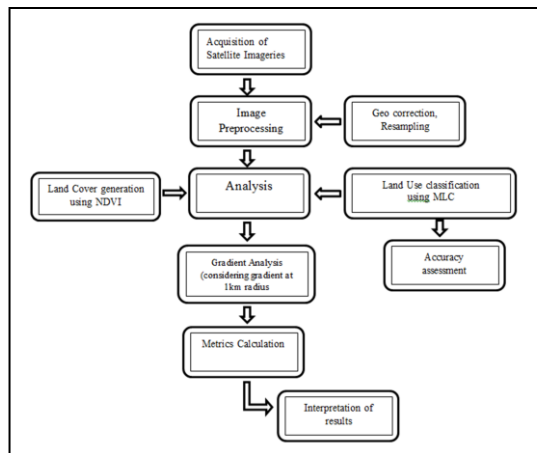 Acquisition of
Satellite Imageries
Image
Preprocessing
Geo correction,
Resampling
Land Cover generation
using NDVI
Analysis
Land Use classification
using MLC
Gradient Analysis
(considering gradient at
1km radius
Accuracy
assessment
Metrics Calculation
Interpretation of
results